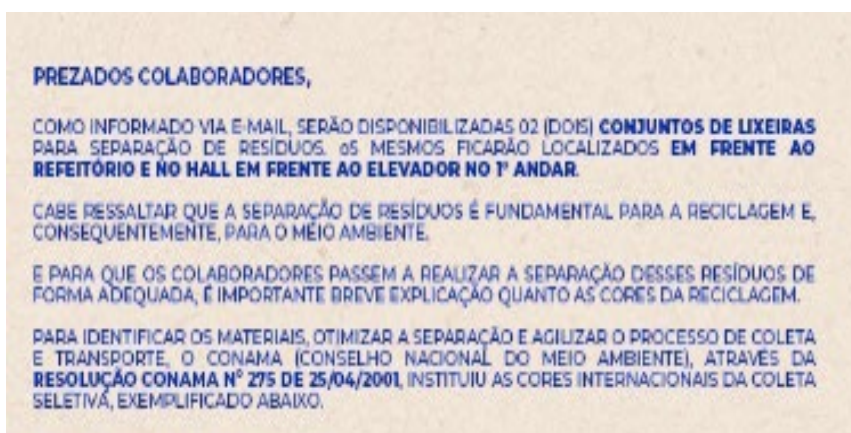 PREZADOS COLABORADORES,
COMO INFORMADO VIA E-MAIL, SERÃO DISPONIBILIZADAS 02 (DOIS) CONJUNTOS DE LIXEIRAS
PARA SEPARAÇÃO DE RESÍDUOS. oS MESMOS FICARÃO LOCALIZADOS EM FRENTE AO
REFEITÓRIO E NO HALL EM FRENTE AO ELEVADOR NO 1º ANDAR.
CABE RESSALTAR QUE A SEPARAÇÃO DE RESÍDUOS É FUNDAMENTAL PARA A RECICLAGEM E,
CONSEQUENTEMENTE, PARA O MEIO AMBIENTE.
E PARA QUE OS COLABORADORES PASSEM A REALIZAR A SEPARAÇÃO DESSES RESÍDUOS DE
FORMA ADEQUADA, É IMPORTANTE BREVE EXPLICAÇÃO QUANTO AS CORES DA RECICLAGEM.
PARA IDENTIFICAR OS MATERIAIS, OTIMIZAR A SEPARAÇÃO E AGILIZAR O PROCESSO DE COLETA
E TRANSPORTE, O CONAMA (CONSELHO NACIONAL DO MEIO AMBIENTE), ATRAVÉS DA
RESOLUÇÃO CONAMA Nº 275 DE 25/04/2001, INSTITUIU AS CORES INTERNACIONAIS DA COLETA
SELETIVA, EXEMPLIFICADO ABAIXO.